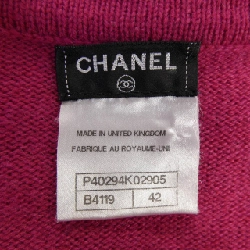 CHANEL
MADE IN UNITED KINGDOM
FABRIQUE AU ROYAUME-UNI
P40294K02905
B4119 42